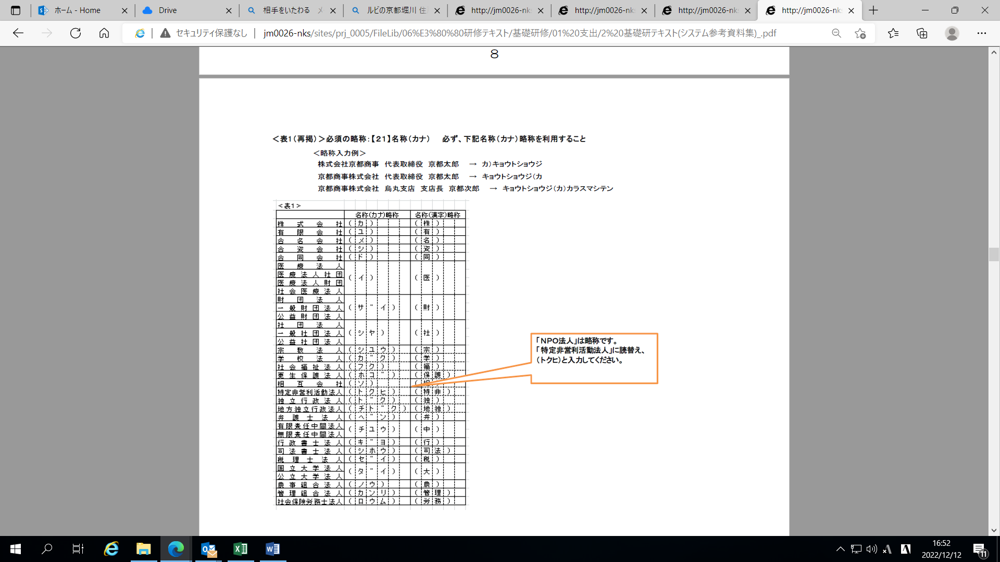 ホーム - Home
Drive
相手をいたわる メ
ルビの京都堀川 住所
http://jm0026-nks
http://jm0026-nks
http://jm0026-nks
http://jm0026-nks
セキュリティ保護なし
jm0026-nks/sites/prj_0005/FileLib/06%E3%80%80研修テキスト/基礎研修/01%20支出/2%20基礎研テキスト(システム参考資料集)_.pdf
8
＜表1（再掲）＞必須の略称：【２１】名称（カナ） 必ず、下記名称（カナ）略称を利用すること
＜略称入力例＞
株式会社京都商事 代表取締役 京都太郎 → カ）キョウトショウジ
京都商事株式会社 代表取締役 京都太郎 → キョウトショウジ（カ
京都商事株式会社 烏丸支店 支店長 京都次郎 → キョウトショウジ（カ）カラスマシテン
＜表1＞
名称(カナ)略称 名称(漢字)略称
株式会社 (カ) (株)
有限会社 (ユ) (有)
合名会社 (メ) (名)
合資会社 (シ) (資)
合同会社 (ド) (同)
医療法人
医療法人社団 (イ) (医)
医療法人財団
社会医療法人
財団法人
一般財団法人 (サ゛イ) (財)
公益財団法人
社団法人
一般社団法人 (シヤ) (社)
公益社団法人
宗教法人 (シユウ) (宗)
学校法人 (カ゛ク) (学)
社会福祉法人 (フク) (福)
更生保護法人 (ホコ゛) (保護)
相互会社 (ソ) (相)
特定非営利活動法人 (トクヒ) (特非)
独立行政法人 (ト゛ク) (独)
地方独立行政法人 (チト゛ク) (地独)
弁護士法人 (ヘ゛ン) (弁)
有限責任中間法人 (チユウ) (中)
無限責任中間法人
行政書士法人 (キ゛ヨ) (行)
司法書士法人 (シホウ) (司法)
税理士法人 (セ゛イ) (税)
国立大学法人 (タ゛イ) (大)
公立大学法人
農事組合法人 (ノウ) (農)
管理組合法人 (カンリ) (管理)
社会保険労務士法人 (ロウム) (労務)
「NPO法人」は略称です。
「特定非営利活動法人」に読替え、
（トクヒ）と入力してください。
16:52
2022/12/12
11